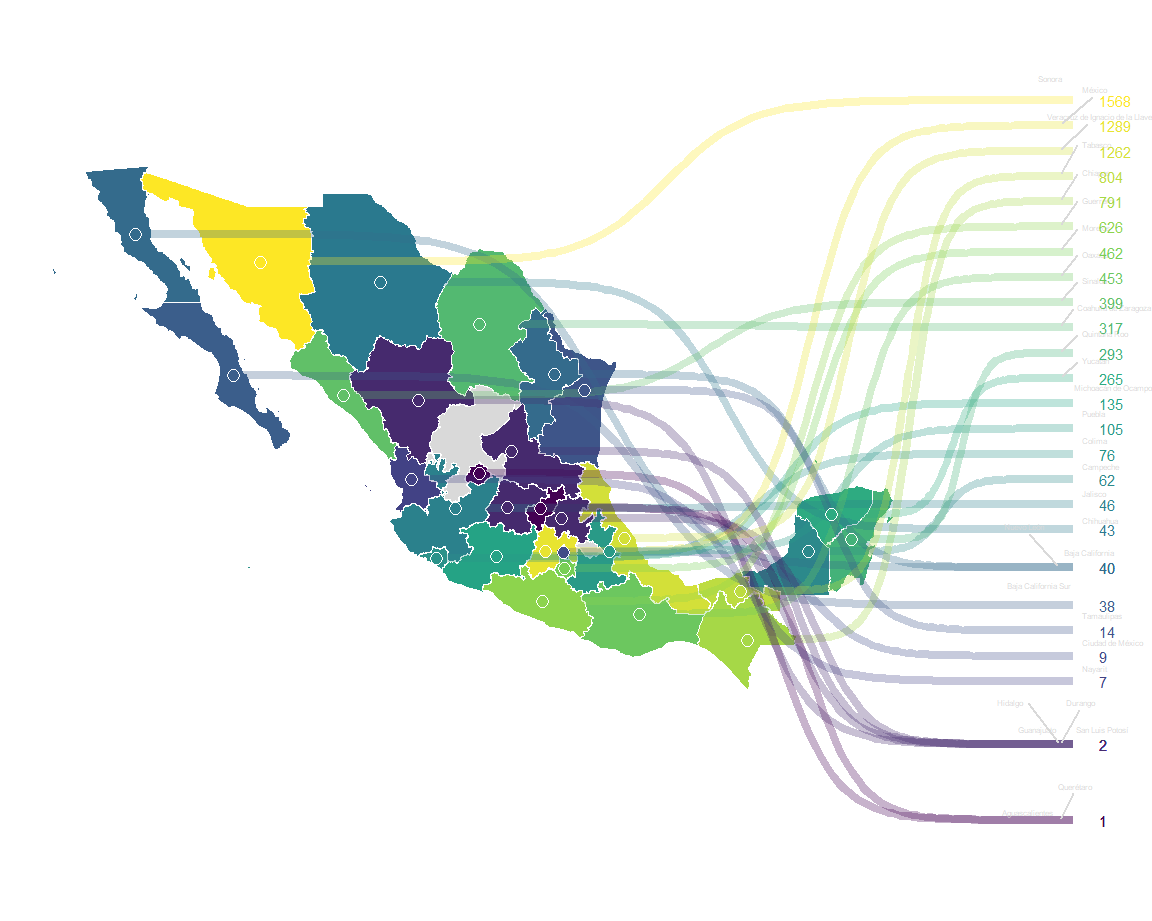 Sonora
México
1568
Veracruz de Ignacio de la Llave
1289
Tabasco
1262
Chiapas
804
Guerrero
791
Morelos
626
Oaxaca
462
Sinaloa
453
Coahuila de Zaragoza
399
317
Quintana Roo
293
Yucatán
265
Michoacán de Ocampo
135
Puebla
105
Colima
76
Campeche
62
Jalisco
46
Chihuahua
43
Baja California
40
Baja California Sur
38
Tamaulipas
14
Ciudad de México
9
Nayarit
7
Hidalgo Durango
Guanajuato San Luis Potosí
2
Querétaro
Aguascalientes
1